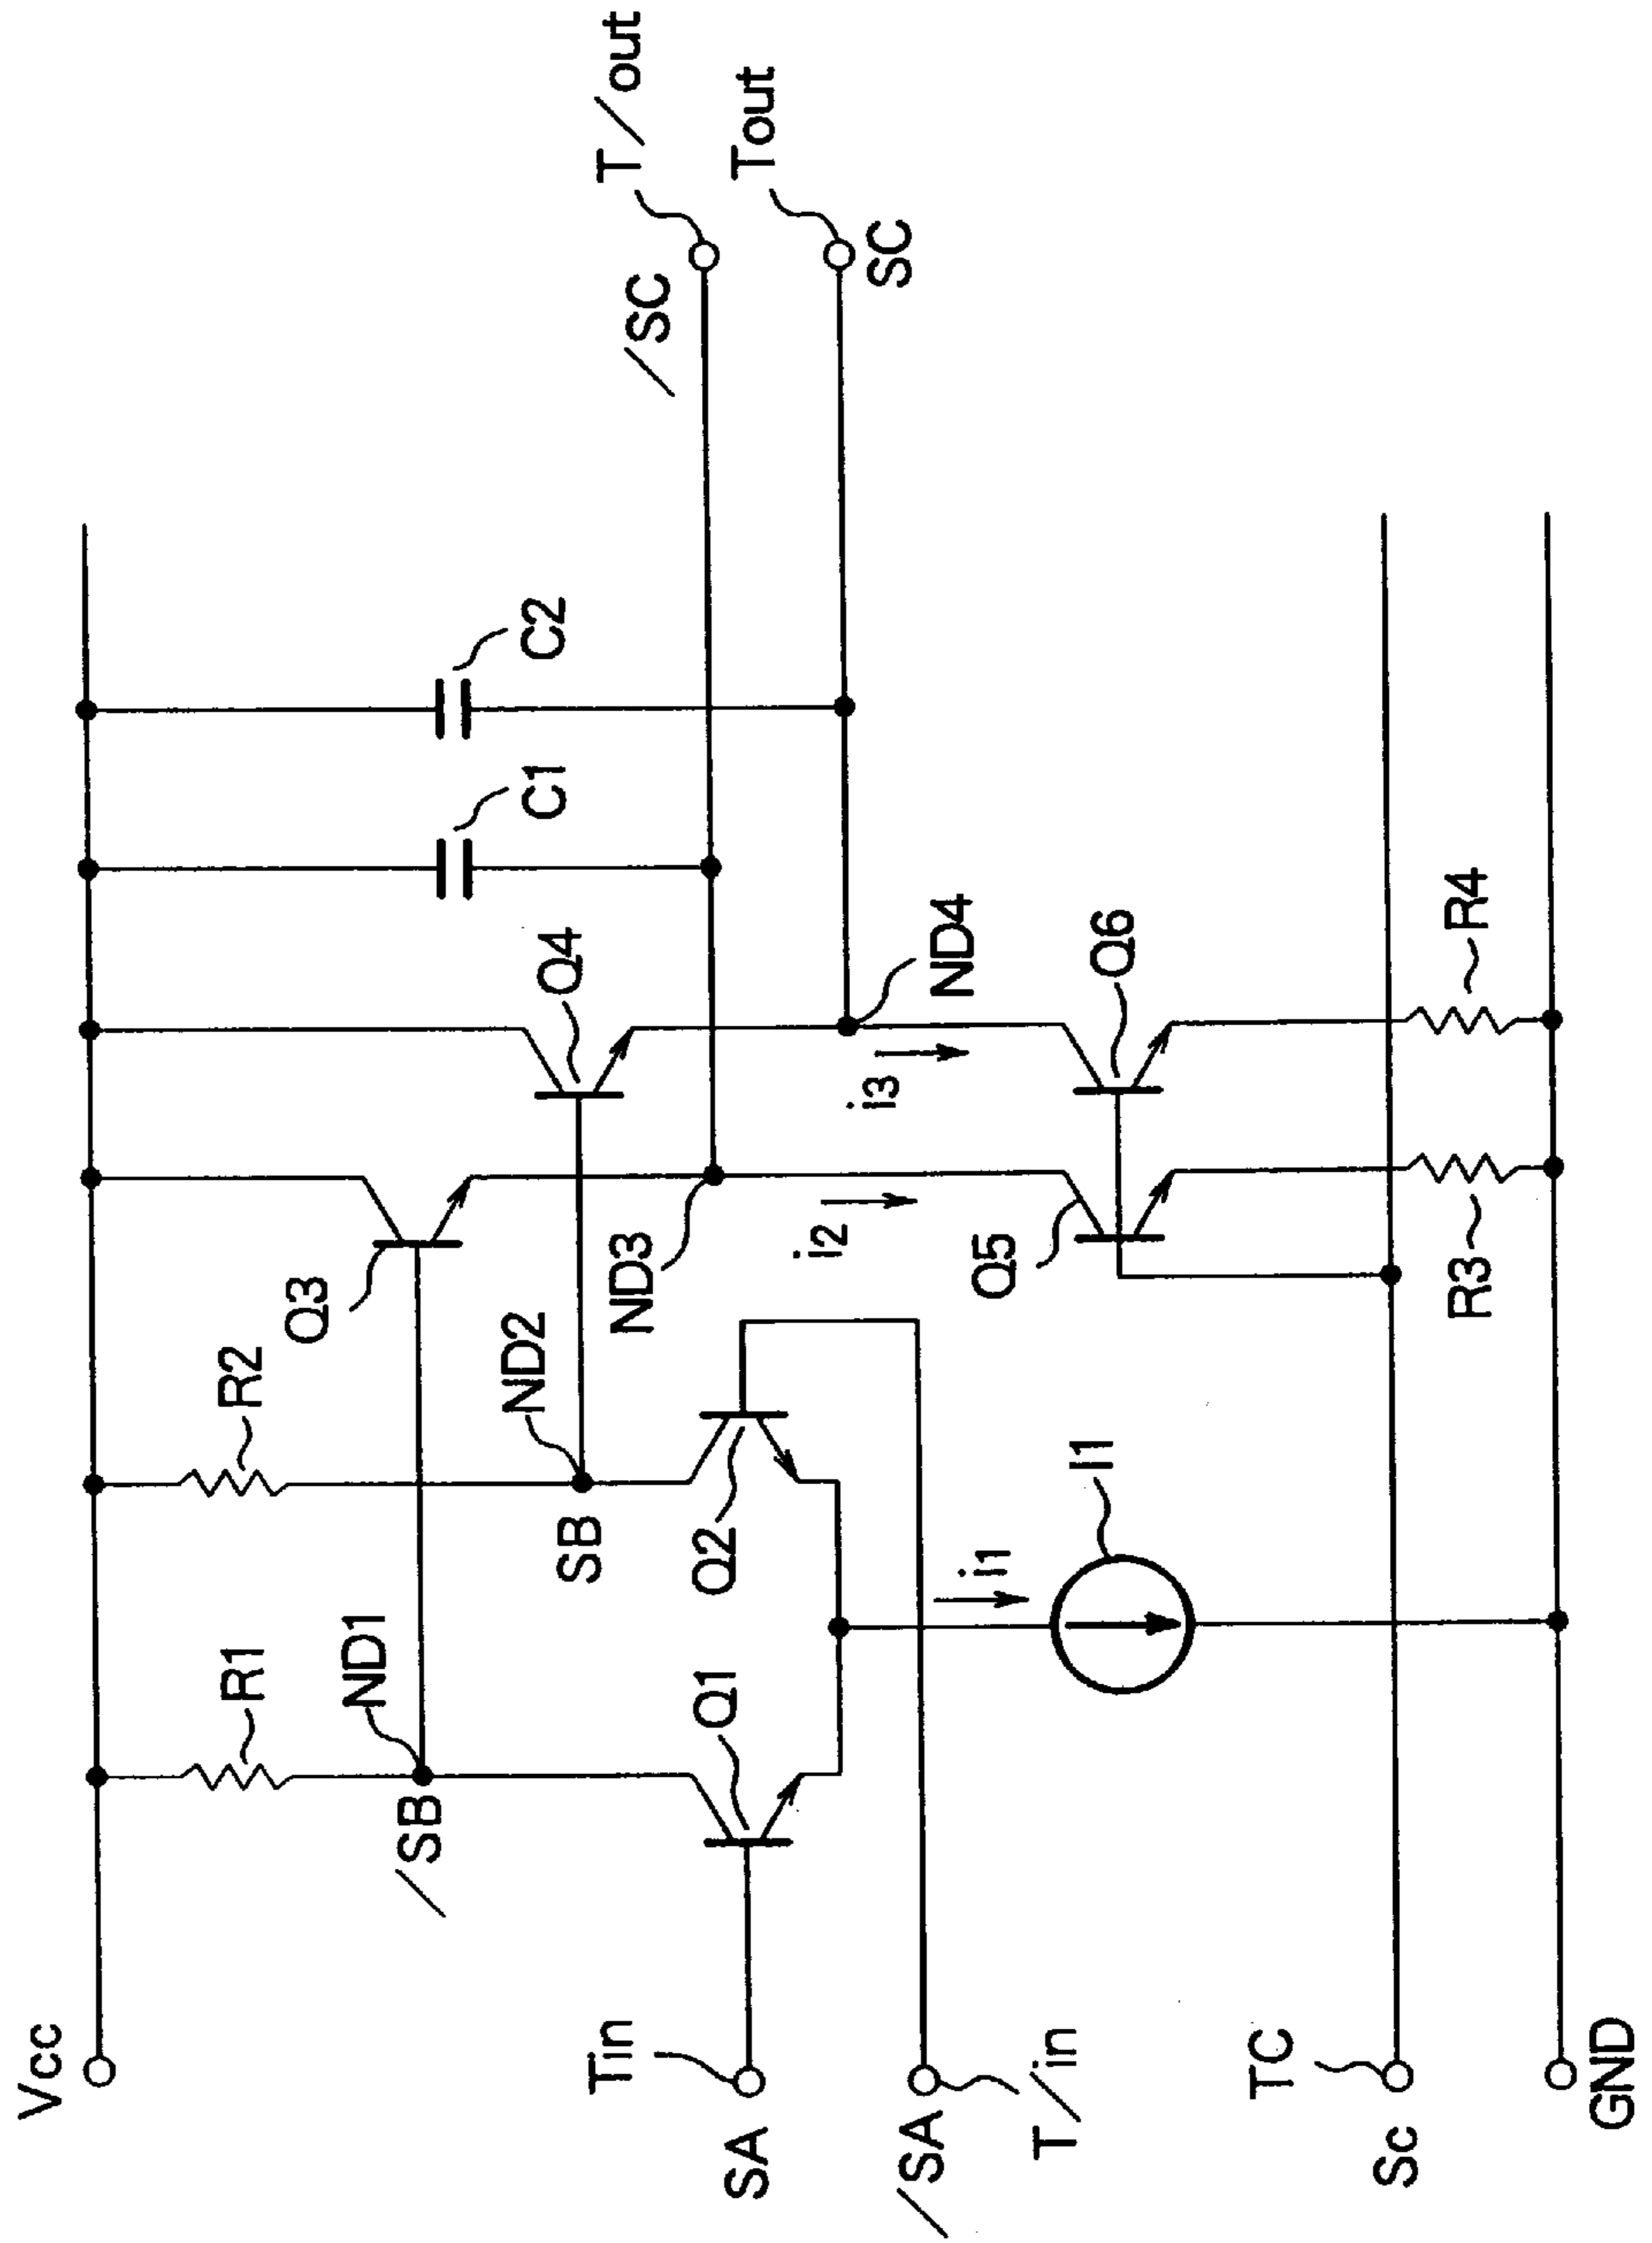 Vcc
R1
R2
ND1
/SB
Q3
ND2
SB
Q4
C1
C2
T/out
/SC
Tout
SC
Tin
SA
Q1
Q2
ND3
ND4
/SA
T/in
i1
i2
i3
I1
Q5
Q6
TC
Sc
R3
R4
GND